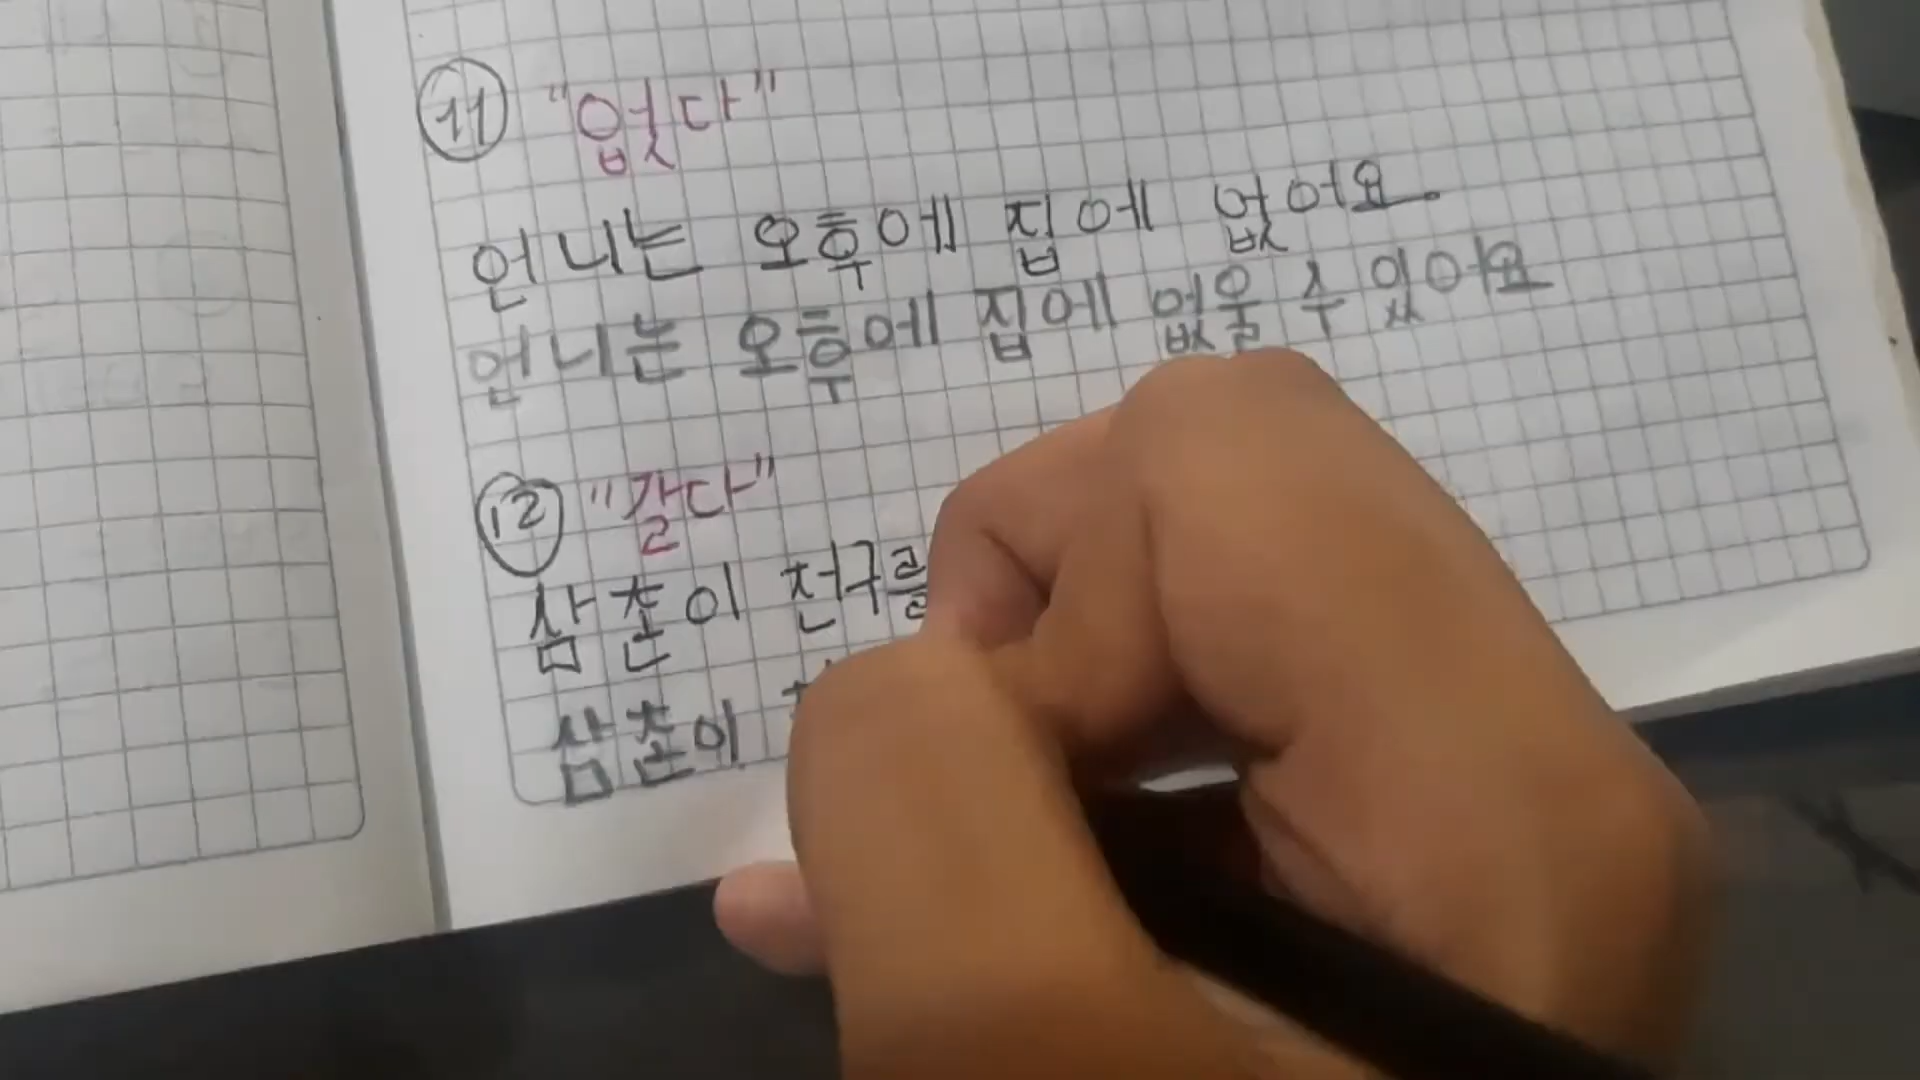 11 "없다"
언니는 오후에 집에 없어요.
언니는 오후에 집에 없을 수 있어요
12 "갈다"
삼촌이 전구를
삼촌이